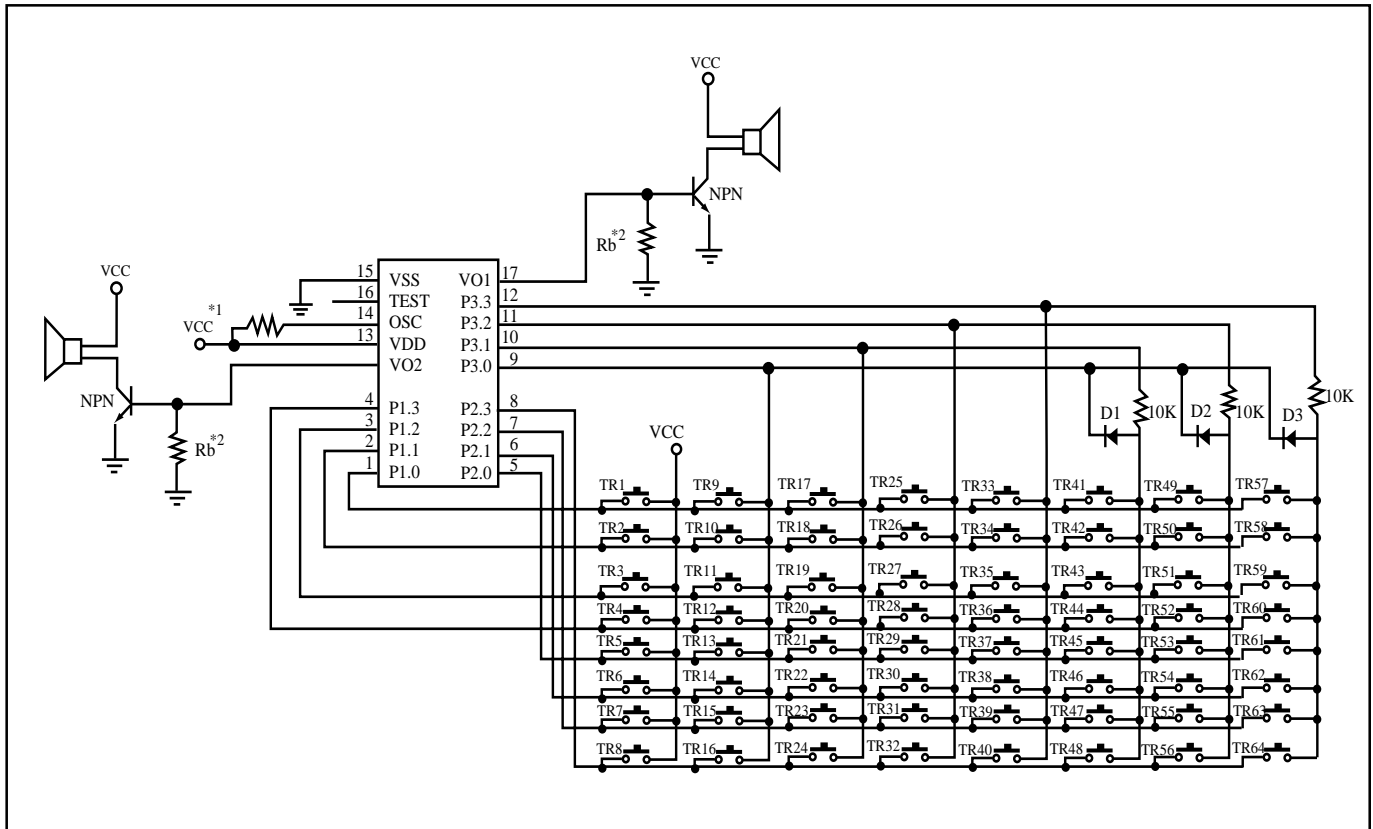 VCC
NPN
Rb*2
VCC
*1
VCC
NPN
Rb*2
15 VSS VO1 17
16 TEST P3.3 12
14 OSC P3.2 11
13 VDD P3.1 10
VO2 P3.0 9
4 P1.3 P2.3 8
3 P1.2 P2.2 7
2 P1.1 P2.1 6
1 P1.0 P2.0 5
10K 10K 10K
D1 D2 D3
VCC
TR1 TR9 TR17 TR25 TR33 TR41 TR49 TR57
TR2 TR10 TR18 TR26 TR34 TR42 TR50 TR58
TR3 TR11 TR19 TR27 TR35 TR43 TR51 TR59
TR4 TR12 TR20 TR28 TR36 TR44 TR52 TR60
TR5 TR13 TR21 TR29 TR37 TR45 TR53 TR61
TR6 TR14 TR22 TR30 TR38 TR46 TR54 TR62
TR7 TR15 TR23 TR31 TR39 TR47 TR55 TR63
TR8 TR16 TR24 TR32 TR40 TR48 TR56 TR64